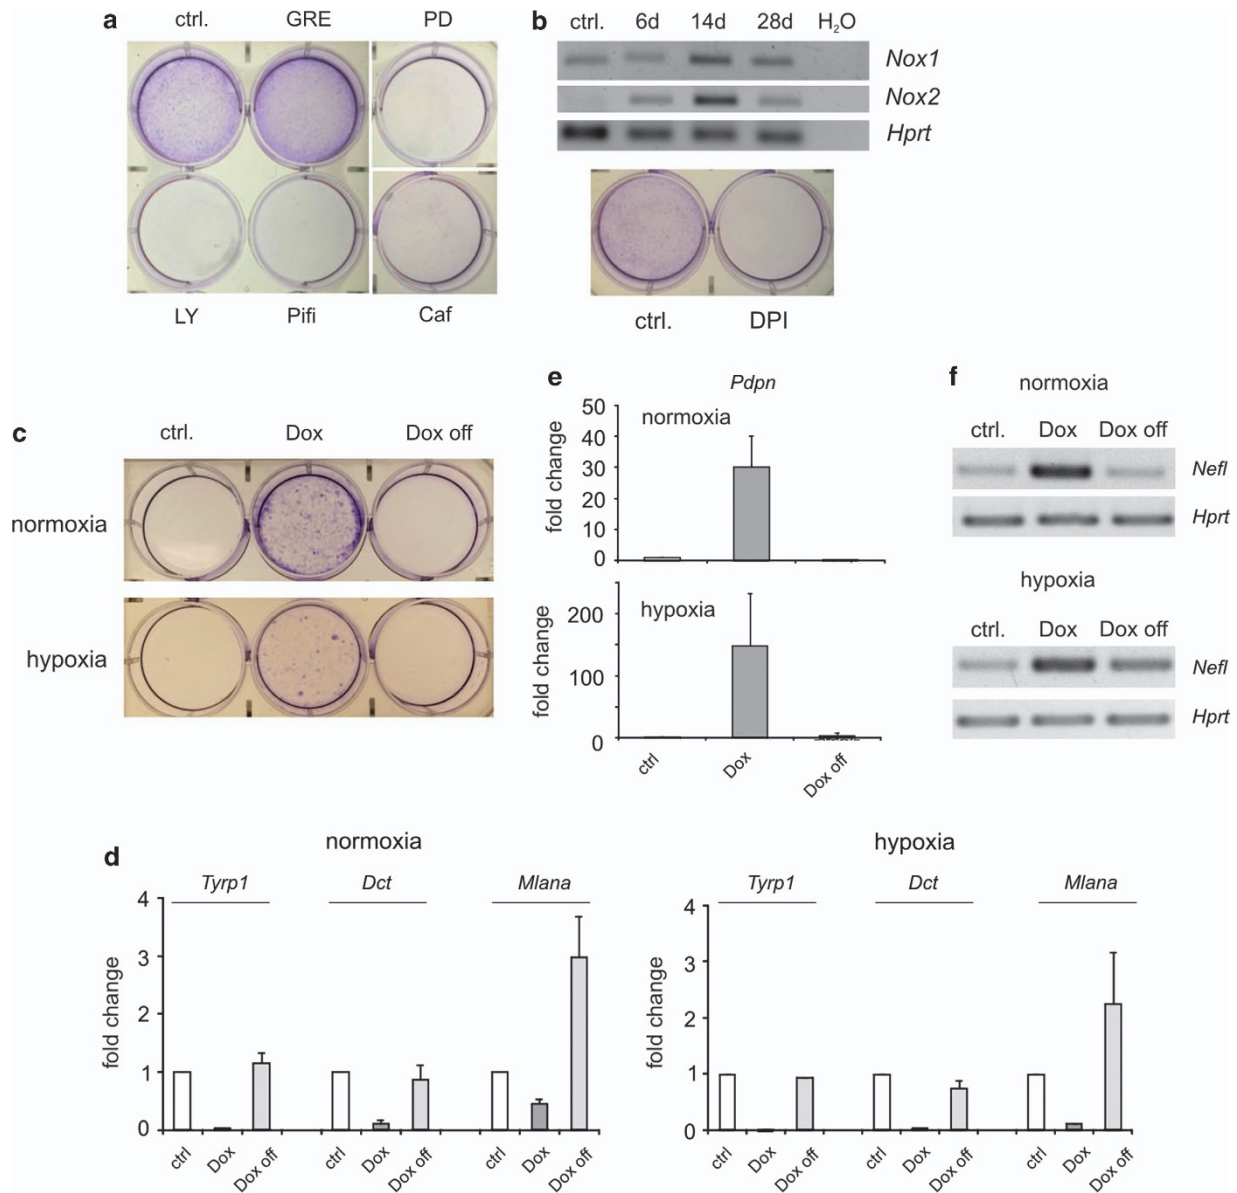 a
ctrl. GRE PD
LY Pifi Caf
b
ctrl. 6d 14d 28d H₂O
Nox1
Nox2
Hprt
ctrl. DPI
c
ctrl. Dox Dox off
normoxia
hypoxia
e
Pdpn
normoxia
fold change
50
40
30
20
10
0
hypoxia
fold change
200
100
0
ctrl Dox Dox off
f
normoxia
ctrl. Dox Dox off
Nefl
Hprt
hypoxia
ctrl. Dox Dox off
Nefl
Hprt
d
normoxia
Tyrp1 Dct Mlana
fold change
4
3
2
1
0
ctrl Dox Dox off ctrl Dox Dox off ctrl Dox Dox off
hypoxia
Tyrp1 Dct Mlana
fold change
4
3
2
1
0
ctrl Dox Dox off ctrl Dox Dox off ctrl Dox Dox off